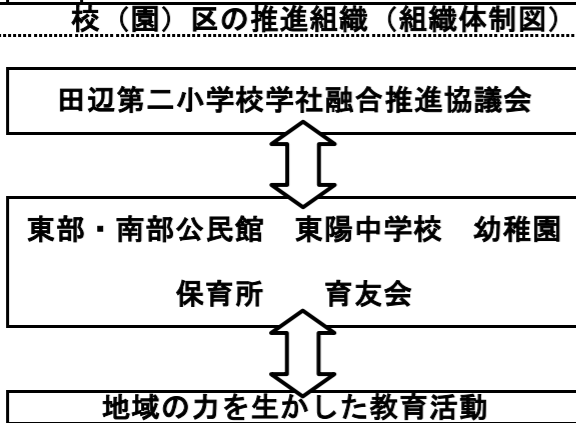 校（園）区の推進組織（組織体制図）
田辺第二小学校学社融合推進協議会
東部・南部公民館　東陽中学校　幼稚園
保育所　育友会
地域の力を生かした教育活動